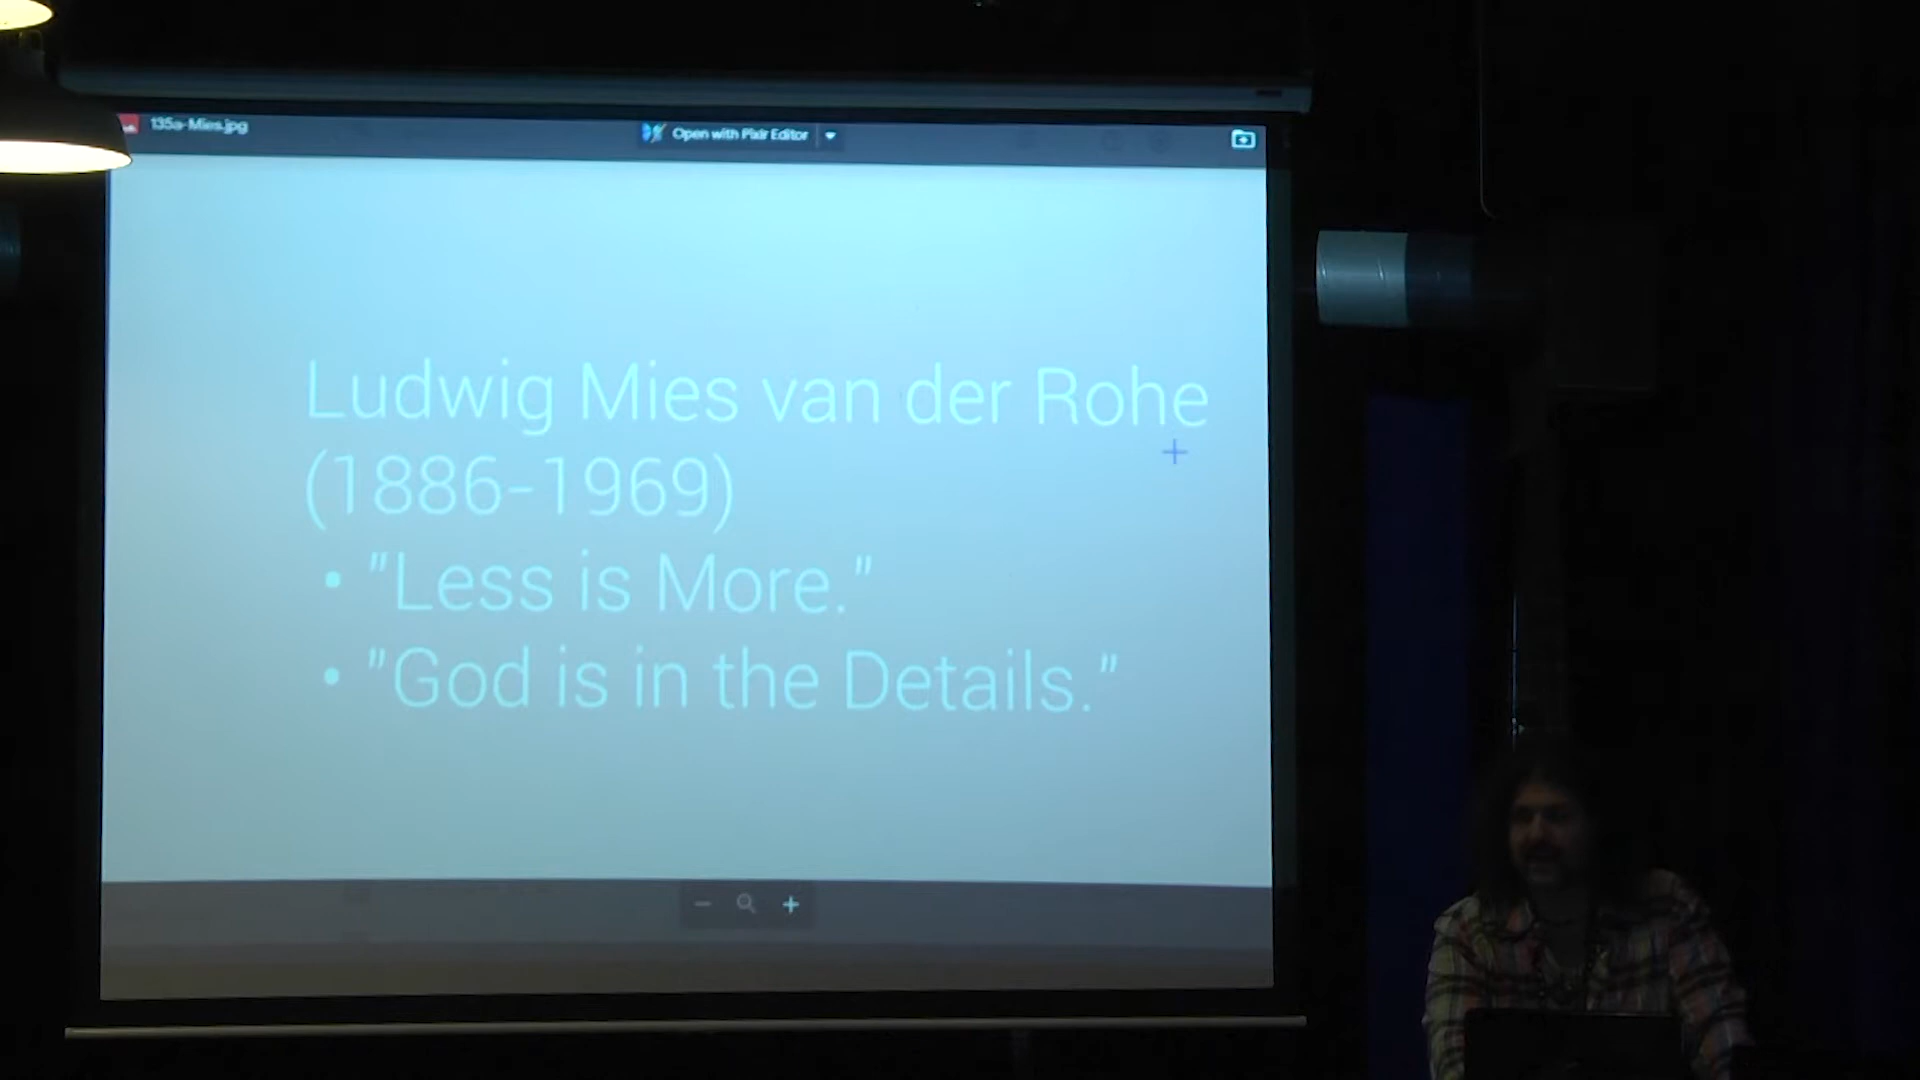 135a-Mies.jpg
Open with Pixlr Editor
Ludwig Mies van der Rohe
(1886-1969)
• "Less is More."
• "God is in the Details."